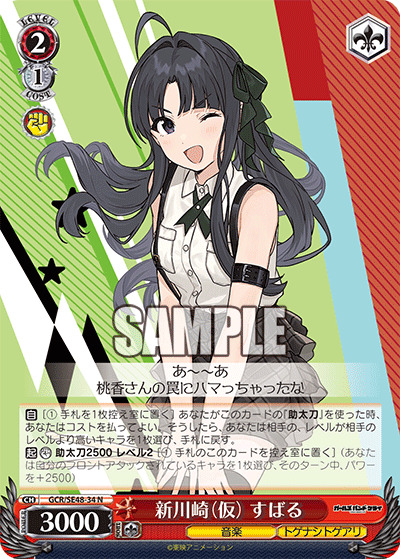 LEVEL
2
1
COST
SAMPLE
あ〜〜あ
桃香さんの罠にハマっちゃったな!
自 [① 手札を1枚控え室に置く] あなたがこのカードの『助太刀』を使った時、
あなたはコストを払ってよい。そうしたら、あなたは相手の、レベルが相手の
レベルより高いキャラを1枚選び、手札に戻す。
起 助太刀2500 レベル2 [① 手札のこのカードを控え室に置く] (あなた
は自分のフロントアタックされているキャラを1枚選び、そのターン中、パワー
を+2500)
CH
GCR/SE48-34 N
3000
新川崎(仮) すばる
ガールズバンドクライ
音楽
トゲナシトゲアリ
©東映アニメーション